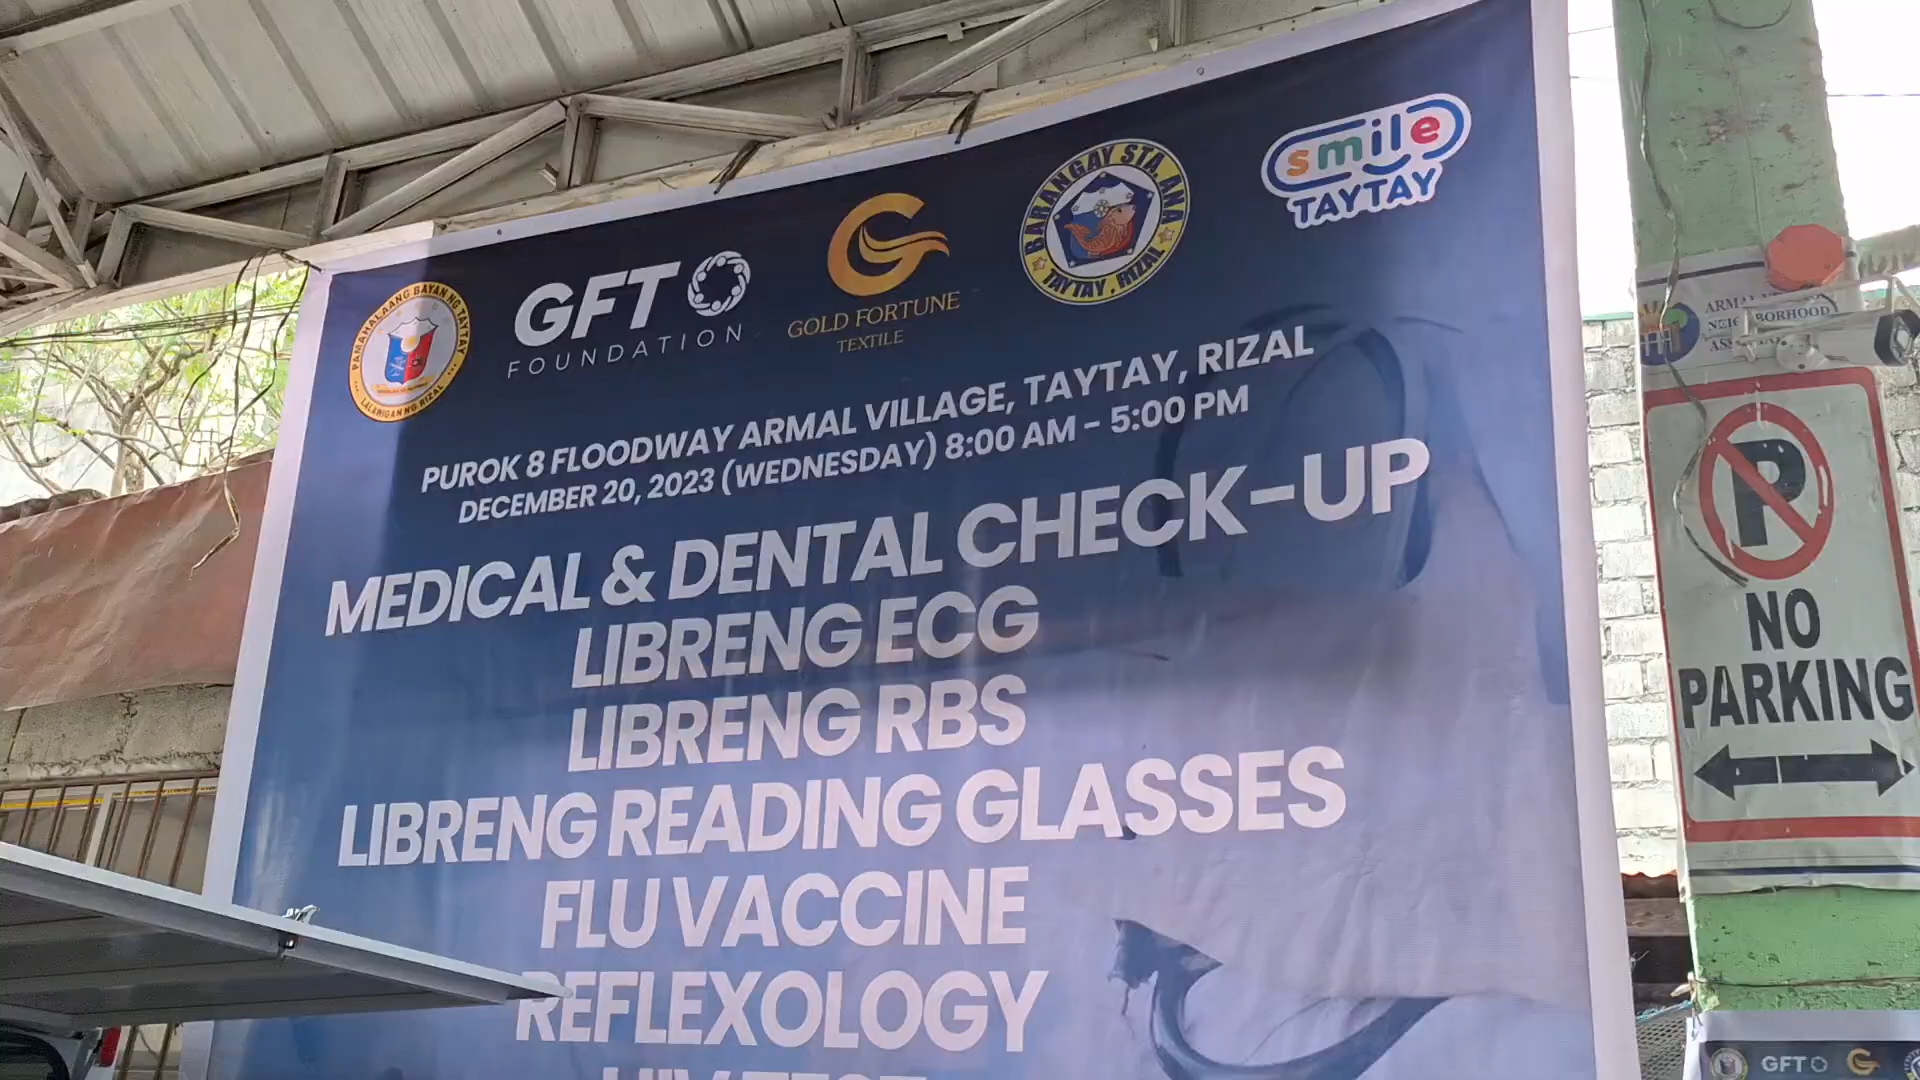 PAMAHALAANG BAYAN NG TAYTAY
LALAWIGAN NG RIZAL
GFT
FOUNDATION
GOLD FORTUNE
TEXTILE
BARANGAY STA. ANA
TAYTAY, RIZAL
smile
TAYTAY
PUROK 8 FLOODWAY ARMAL VILLAGE, TAYTAY, RIZAL
DECEMBER 20, 2023 (WEDNESDAY) 8:00 AM – 5:00 PM
MEDICAL & DENTAL CHECK-UP
LIBRENG ECG
LIBRENG RBS
LIBRENG READING GLASSES
FLU VACCINE
REFLEXOLOGY
HIV TEST
P
NO
PARKING
GFT